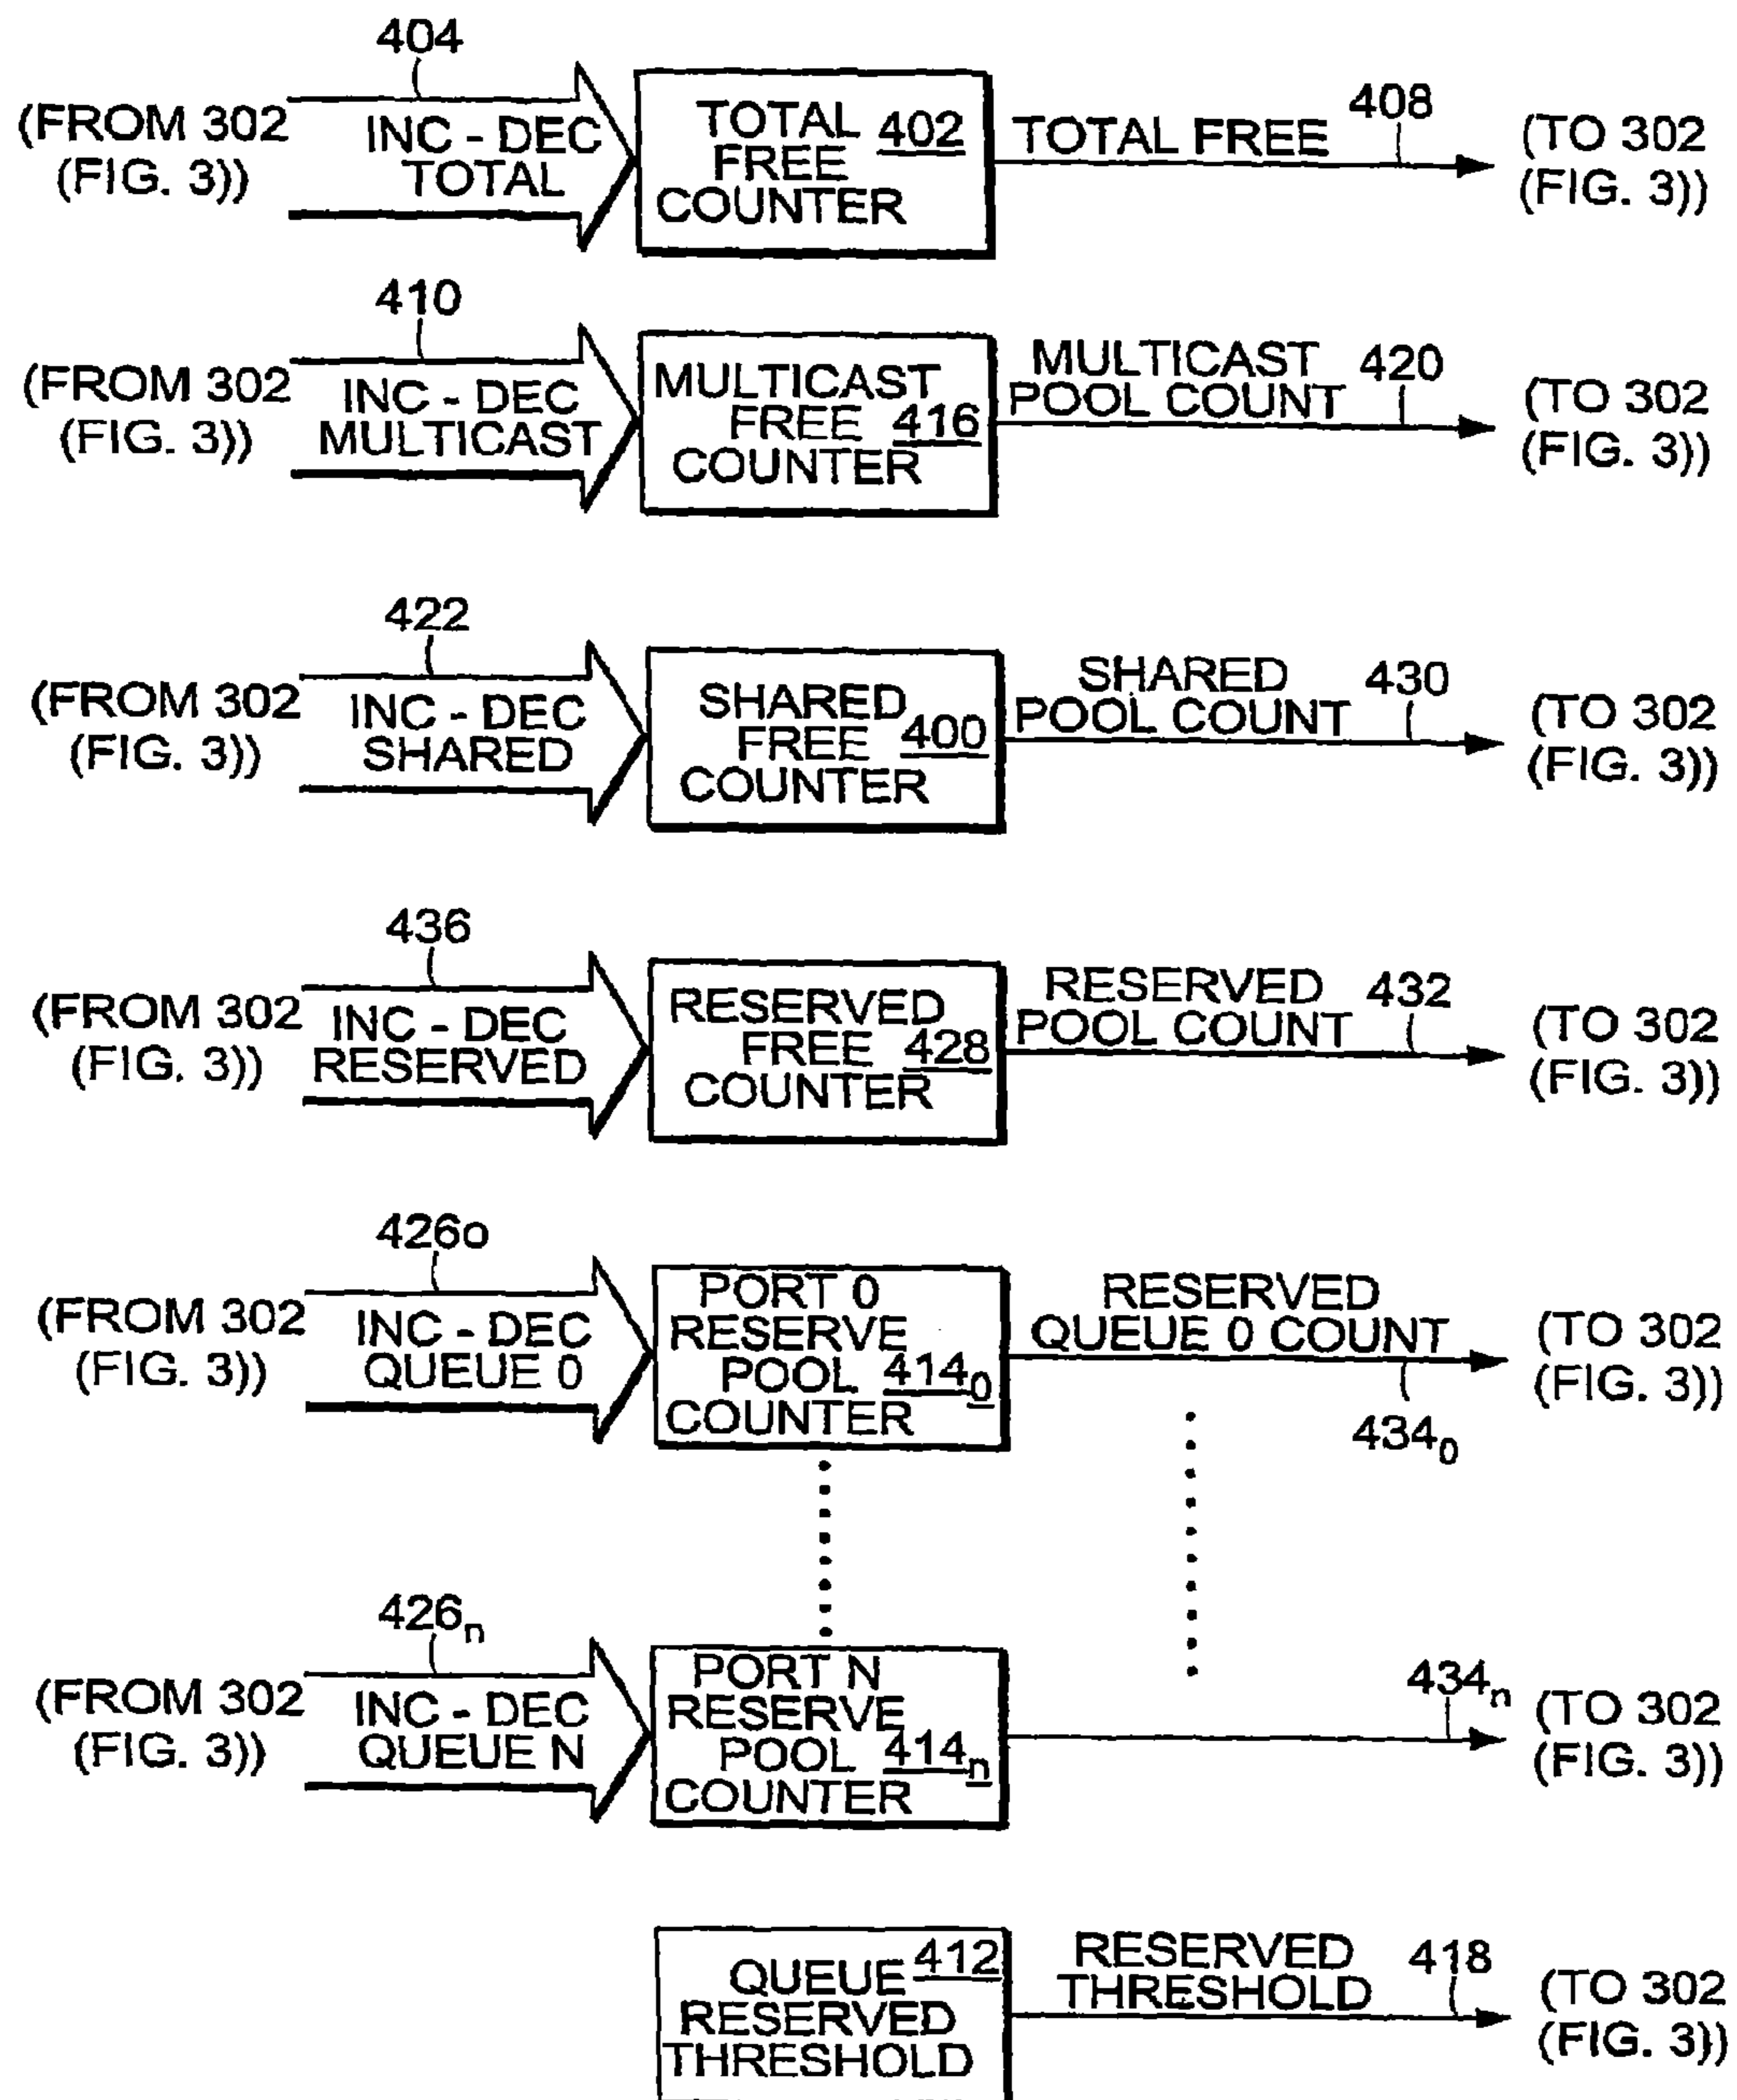 404
(FROM 302
(FIG. 3))
INC - DEC
TOTAL
TOTAL
FREE
COUNTER
402
TOTAL FREE
408
(TO 302
(FIG. 3))
410
(FROM 302
(FIG. 3))
INC - DEC
MULTICAST
MULTICAST
FREE
COUNTER
416
MULTICAST
POOL COUNT
420
(TO 302
(FIG. 3))
422
(FROM 302
(FIG. 3))
INC - DEC
SHARED
SHARED
FREE
COUNTER
400
SHARED
POOL COUNT
430
(TO 302
(FIG. 3))
436
(FROM 302
(FIG. 3))
INC - DEC
RESERVED
RESERVED
FREE
COUNTER
428
RESERVED
POOL COUNT
432
(TO 302
(FIG. 3))
426o
(FROM 302
(FIG. 3))
INC - DEC
QUEUE 0
PORT 0
RESERVE
POOL
COUNTER
414₀
RESERVED
QUEUE 0 COUNT
434₀
(TO 302
(FIG. 3))
426ₙ
(FROM 302
(FIG. 3))
INC - DEC
QUEUE N
PORT N
RESERVE
POOL
COUNTER
414ₙ
434ₙ
(TO 302
(FIG. 3))
QUEUE
RESERVED
THRESHOLD
412
RESERVED
THRESHOLD
418
(TO 302
(FIG. 3))